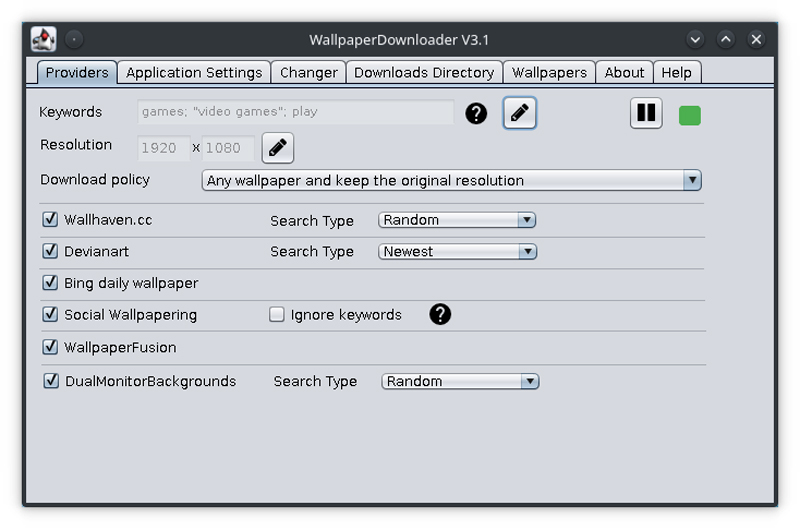 WallpaperDownloader V3.1
Providers Application Settings Changer Downloads Directory Wallpapers About Help
Keywords games; "video games"; play ?
Resolution 1920 x 1080
Download policy Any wallpaper and keep the original resolution
Wallhaven.cc Search Type Random
Devianart Search Type Newest
Bing daily wallpaper
Social Wallpapering Ignore keywords ?
WallpaperFusion
DualMonitorBackgrounds Search Type Random